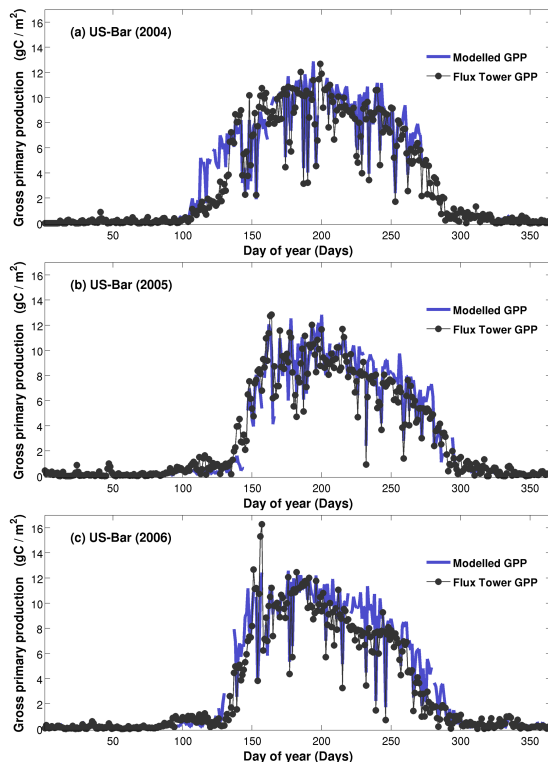 (a) US-Bar (2004)
Modelled GPP
Flux Tower GPP
Gross primary production (gC / m²)
16
14
12
10
8
6
4
2
0
50 100 150 200 250 300 350
Day of year (Days)
(b) US-Bar (2005)
Modelled GPP
Flux Tower GPP
Gross primary production (gC / m²)
16
14
12
10
8
6
4
2
0
50 100 150 200 250 300 350
Day of year (Days)
(c) US-Bar (2006)
Modelled GPP
Flux Tower GPP
Gross primary production (gC / m²)
16
14
12
10
8
6
4
2
0
50 100 150 200 250 300 350
Day of year (Days)